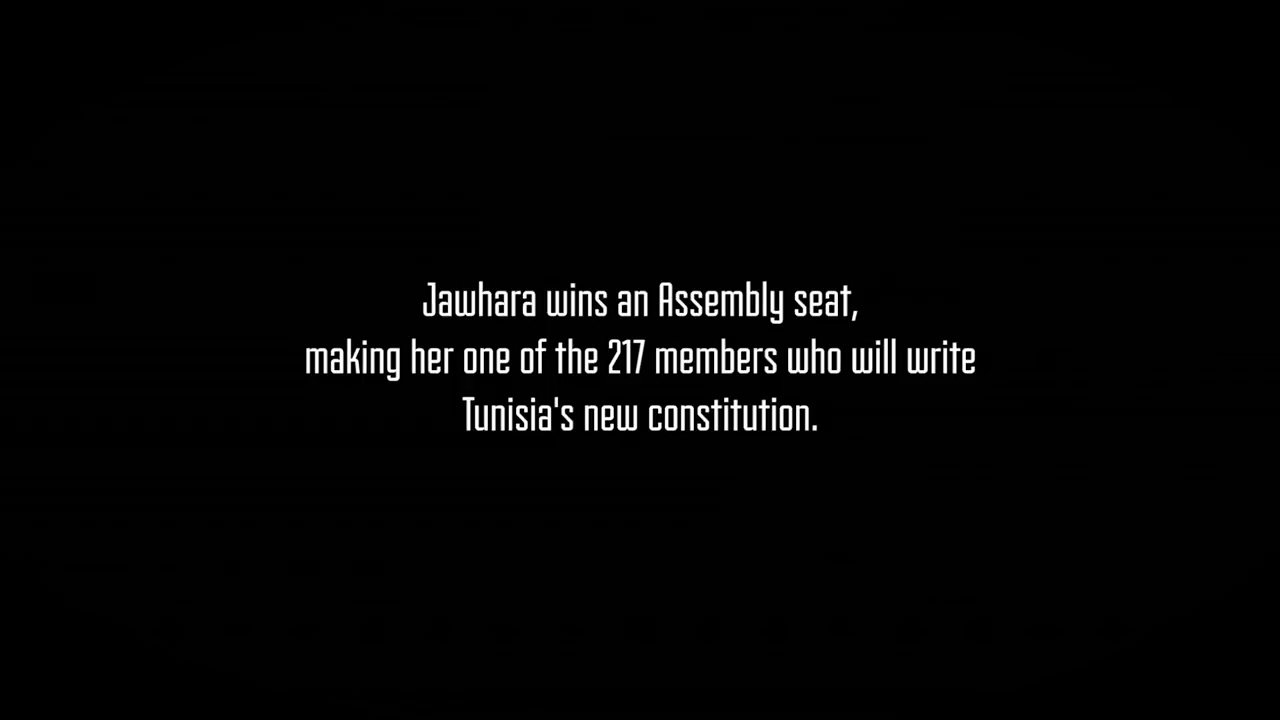 Jawhara wins an Assembly seat,
making her one of the 217 members who will write
Tunisia's new constitution.